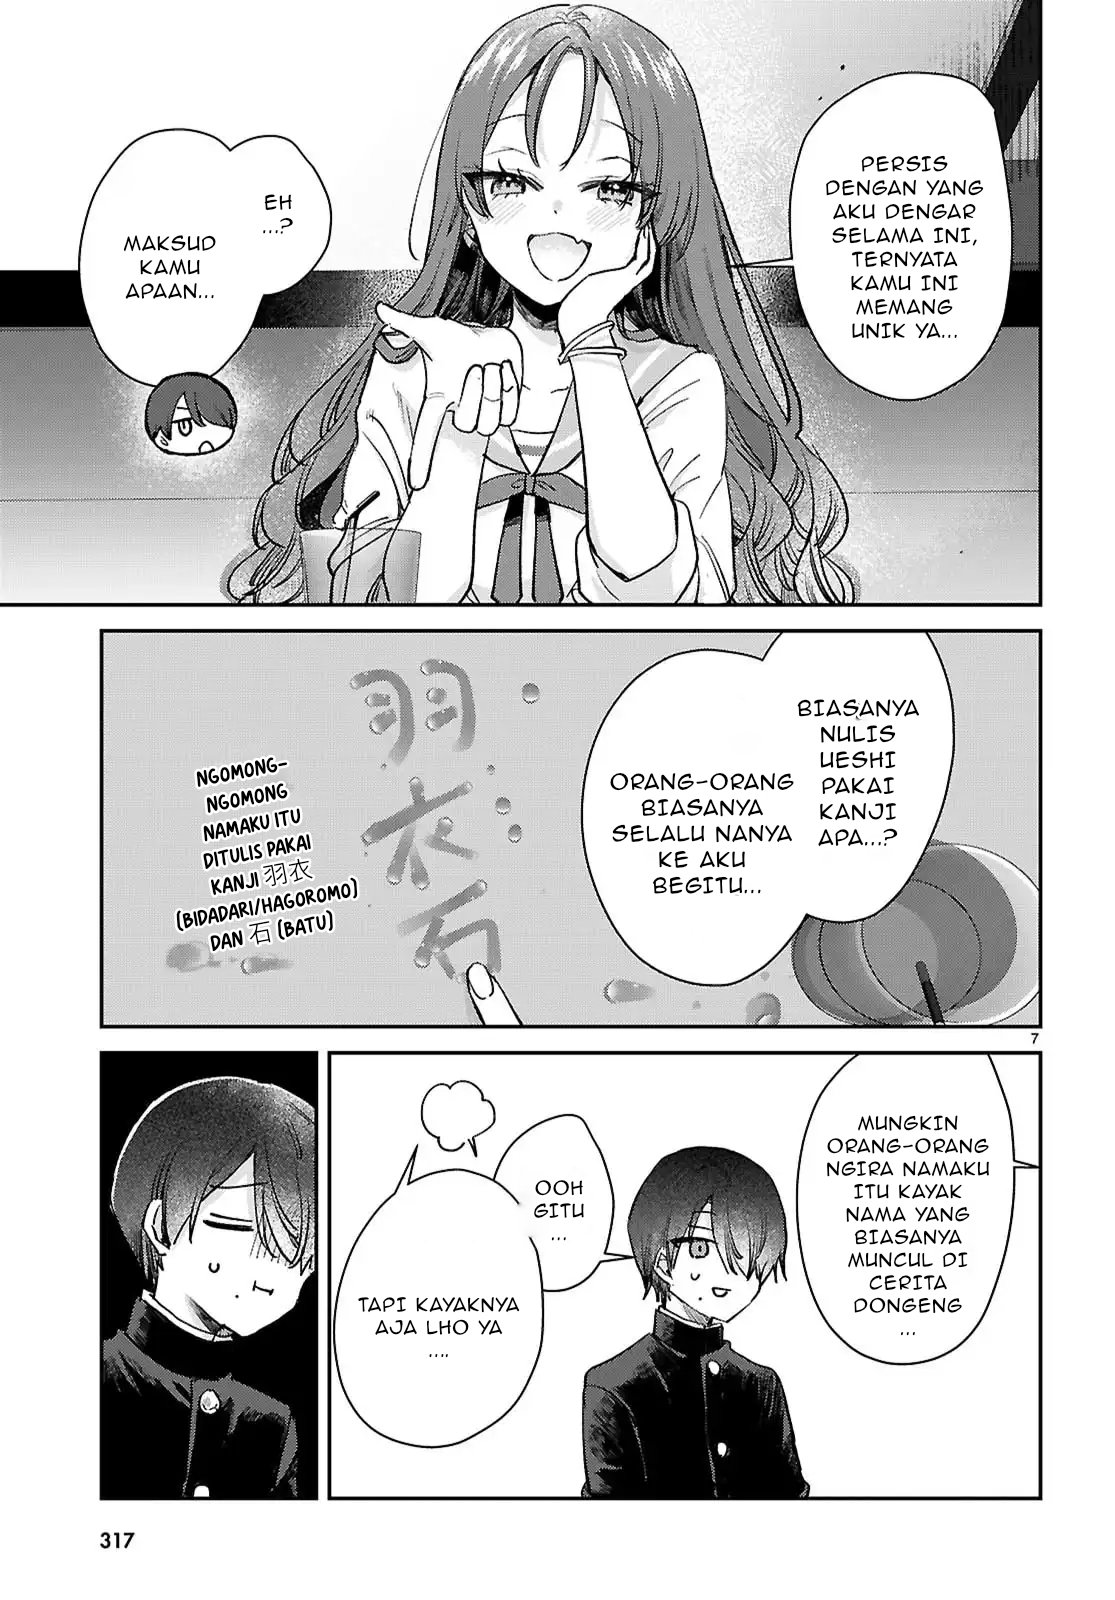 PERSIS
DENGAN YANG
AKU DENGAR
SELAMA INI,
TERNYATA
KAMU INI
MEMANG
UNIK YA...
EH
...?
MAKSUD
KAMU
APAAN...
BIASANYA
NULIS
UESHI
PAKAI
KANJI
APA...?
ORANG-ORANG
BIASANYA
SELALU NANYA
KE AKU
BEGITU...
羽衣石
NGOMONG-
NGOMONG
NAMAKU ITU
DITULIS PAKAI
KANJI 羽衣
(BIDADARI/HAGOROMO)
DAN 石 (BATU)
7
MUNGKIN
ORANG-ORANG
NGIRA NAMAKU
ITU KAYAK
NAMA YANG
BIASANYA
MUNCUL DI
CERITA
DONGENG
...
OOH
GITU
...
TAPI KAYAKNYA
AJA LHO YA
....
317